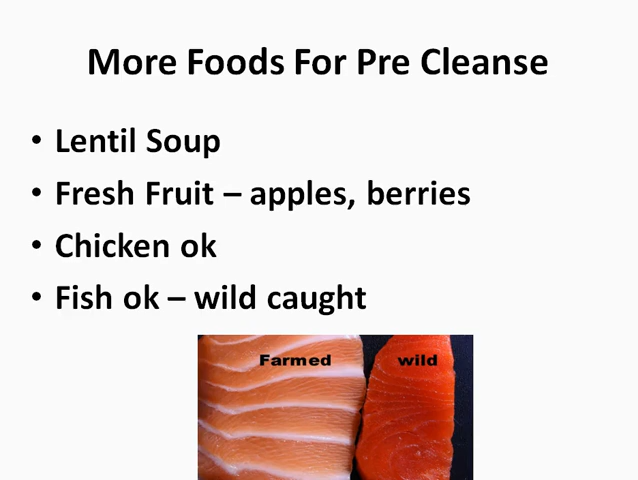 More Foods For Pre Cleanse
• Lentil Soup
• Fresh Fruit – apples, berries
• Chicken ok
• Fish ok – wild caught
Farmed wild